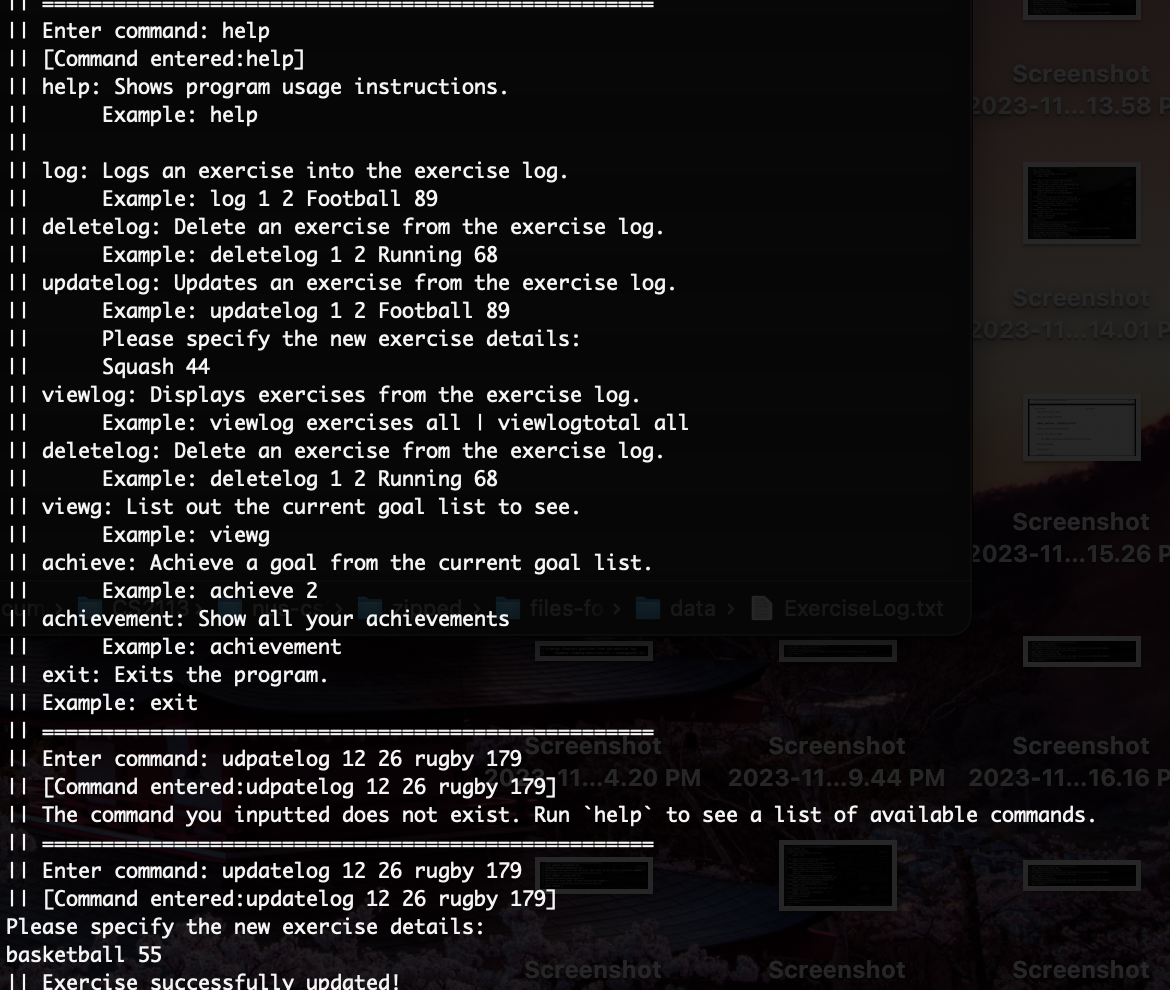 || ===================================================
|| Enter command: help
|| [Command entered:help]
|| help: Shows program usage instructions.
||      Example: help
||
|| log: Logs an exercise into the exercise log.
||      Example: log 1 2 Football 89
|| deletelog: Delete an exercise from the exercise log.
||      Example: deletelog 1 2 Running 68
|| updatelog: Updates an exercise from the exercise log.
||      Example: updatelog 1 2 Football 89
||      Please specify the new exercise details:
||      Squash 44
|| viewlog: Displays exercises from the exercise log.
||      Example: viewlog exercises all | viewlogtotal all
|| deletelog: Delete an exercise from the exercise log.
||      Example: deletelog 1 2 Running 68
|| viewg: List out the current goal list to see.
||      Example: viewg
|| achieve: Achieve a goal from the current goal list.
||      Example: achieve 2
|| achievement: Show all your achievements
||      Example: achievement
|| exit: Exits the program.
|| Example: exit
|| ===================================================
|| Enter command: udpatelog 12 26 rugby 179
|| [Command entered:udpatelog 12 26 rugby 179]
|| The command you inputted does not exist. Run `help` to see a list of available commands.
|| ===================================================
|| Enter command: updatelog 12 26 rugby 179
|| [Command entered:updatelog 12 26 rugby 179]
Please specify the new exercise details:
basketball 55
|| Exercise successfully updated!
Screenshot
2023-11...13.58 P
Screenshot
2023-11...14.01 P
Screenshot
2023-11...15.26 P
CS2113 › zipped › files-fo › data › ExerciseLog.txt
Screenshot Screenshot Screenshot
11...4.20 PM 2023-11...9.44 PM 2023-11...16.16 P
Screenshot Screenshot Screenshot